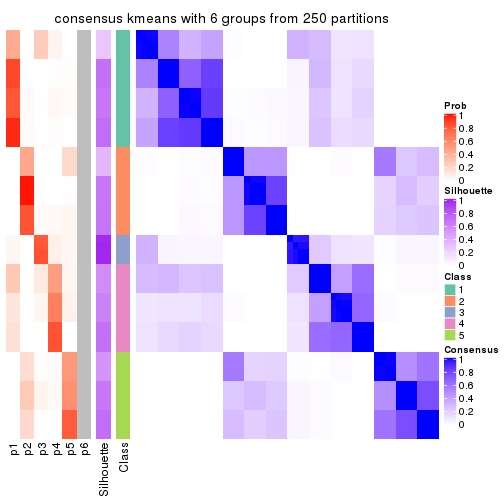 consensus kmeans with 6 groups from 250 partitions
Prob
1
0.8
0.6
0.4
0.2
0
Silhouette
1
0.8
0.6
0.4
0.2
0
Class
1
2
3
4
5
Consensus
1
0.8
0.6
0.4
0.2
0
p1
p2
p3
p4
p5
p6
Silhouette
Class